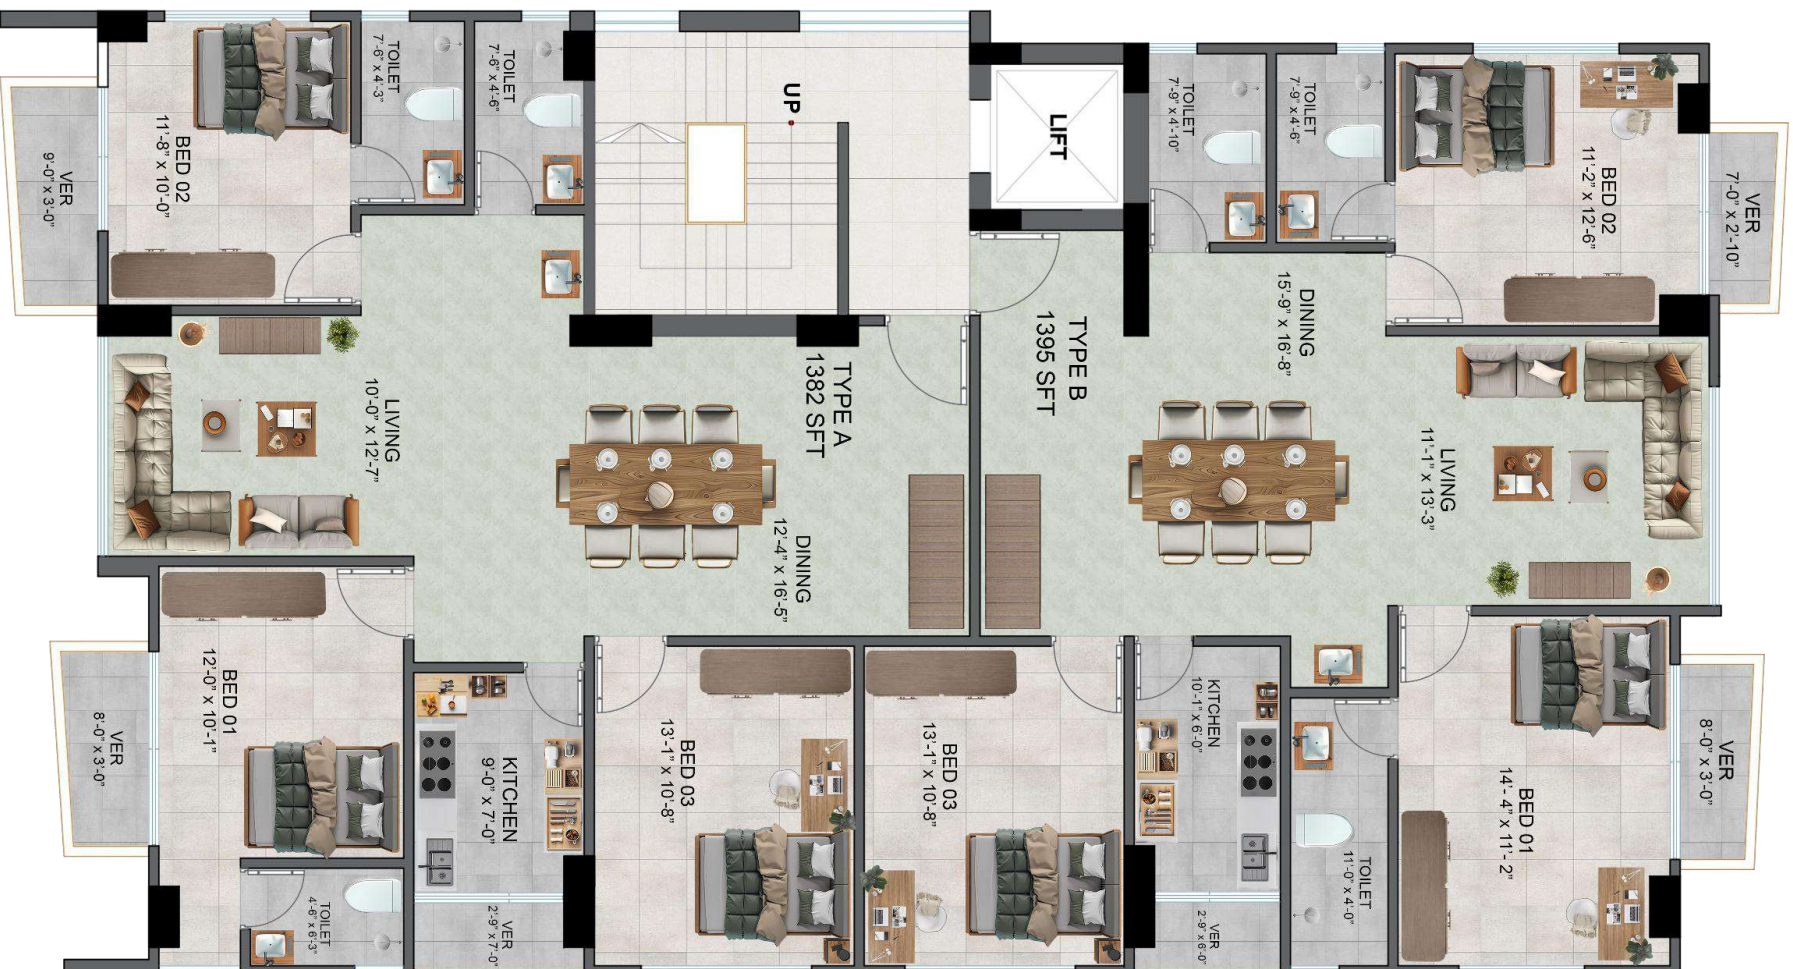 BED 02
11'-8" x 10'-0"
VER
9'-0" x 3'-0"
TOILET
7'-6" x 4'-3"
TOILET
7'-6" x 4'-6"
UP
LIFT
TOILET
7'-9" x 4'-10"
TOILET
7'-9" x 4'-6"
BED 02
11'-2" x 12'-6"
VER
7'-0" x 2'-10"
LIVING
10'-0" x 12'-7"
TYPE A
1382 SFT
DINING
12'-4" x 16'-5"
TYPE B
1395 SFT
DINING
15'-9" x 16'-8"
LIVING
11'-1" x 13'-3"
BED 01
12'-0" x 10'-1"
VER
8'-0" x 3'-0"
TOILET
4'-6" x 6'-3"
KITCHEN
9'-0" x 7'-0"
VER
2'-9" x 7'-0"
BED 03
13'-1" x 10'-8"
BED 03
13'-1" x 10'-8"
KITCHEN
10'-1" x 6'-0"
VER
2'-9" x 6'-0"
TOILET
11'-0" x 4'-0"
BED 01
14'- 4" x 11'- 2"
VER
8'-0" x 3'-0"